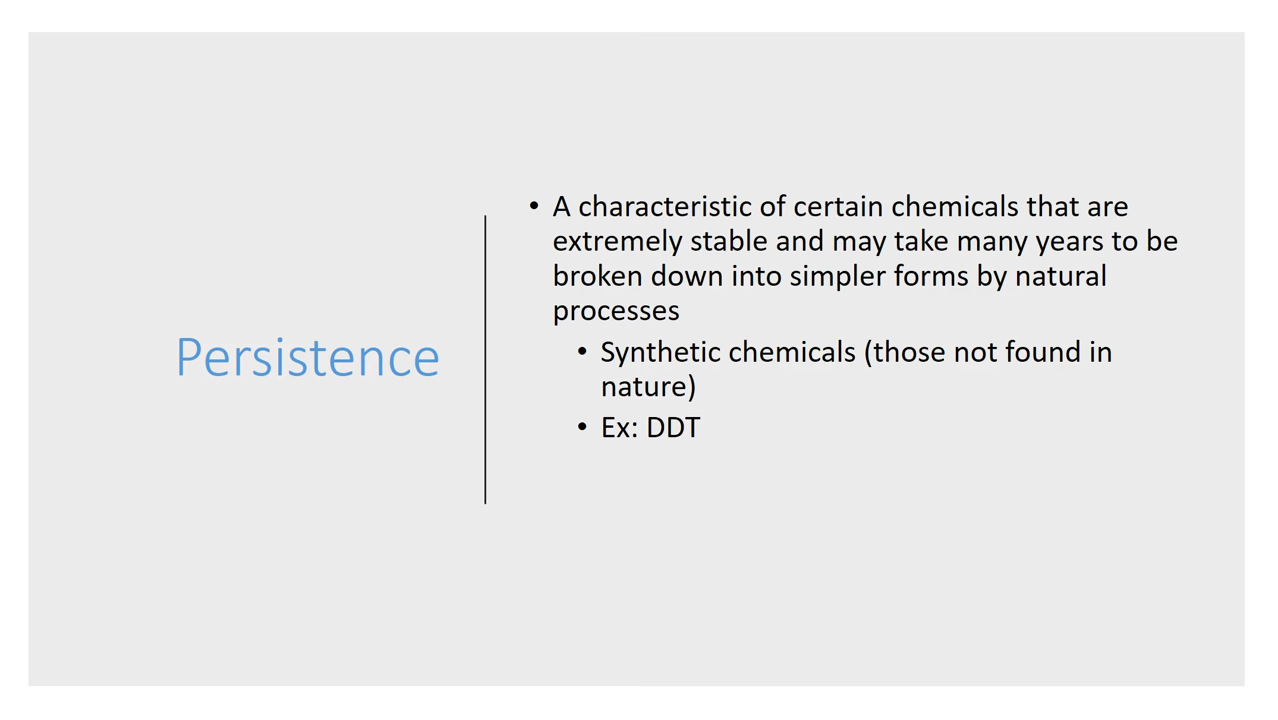 Persistence
• A characteristic of certain chemicals that are
extremely stable and may take many years to be
broken down into simpler forms by natural
processes
• Synthetic chemicals (those not found in
nature)
• Ex: DDT